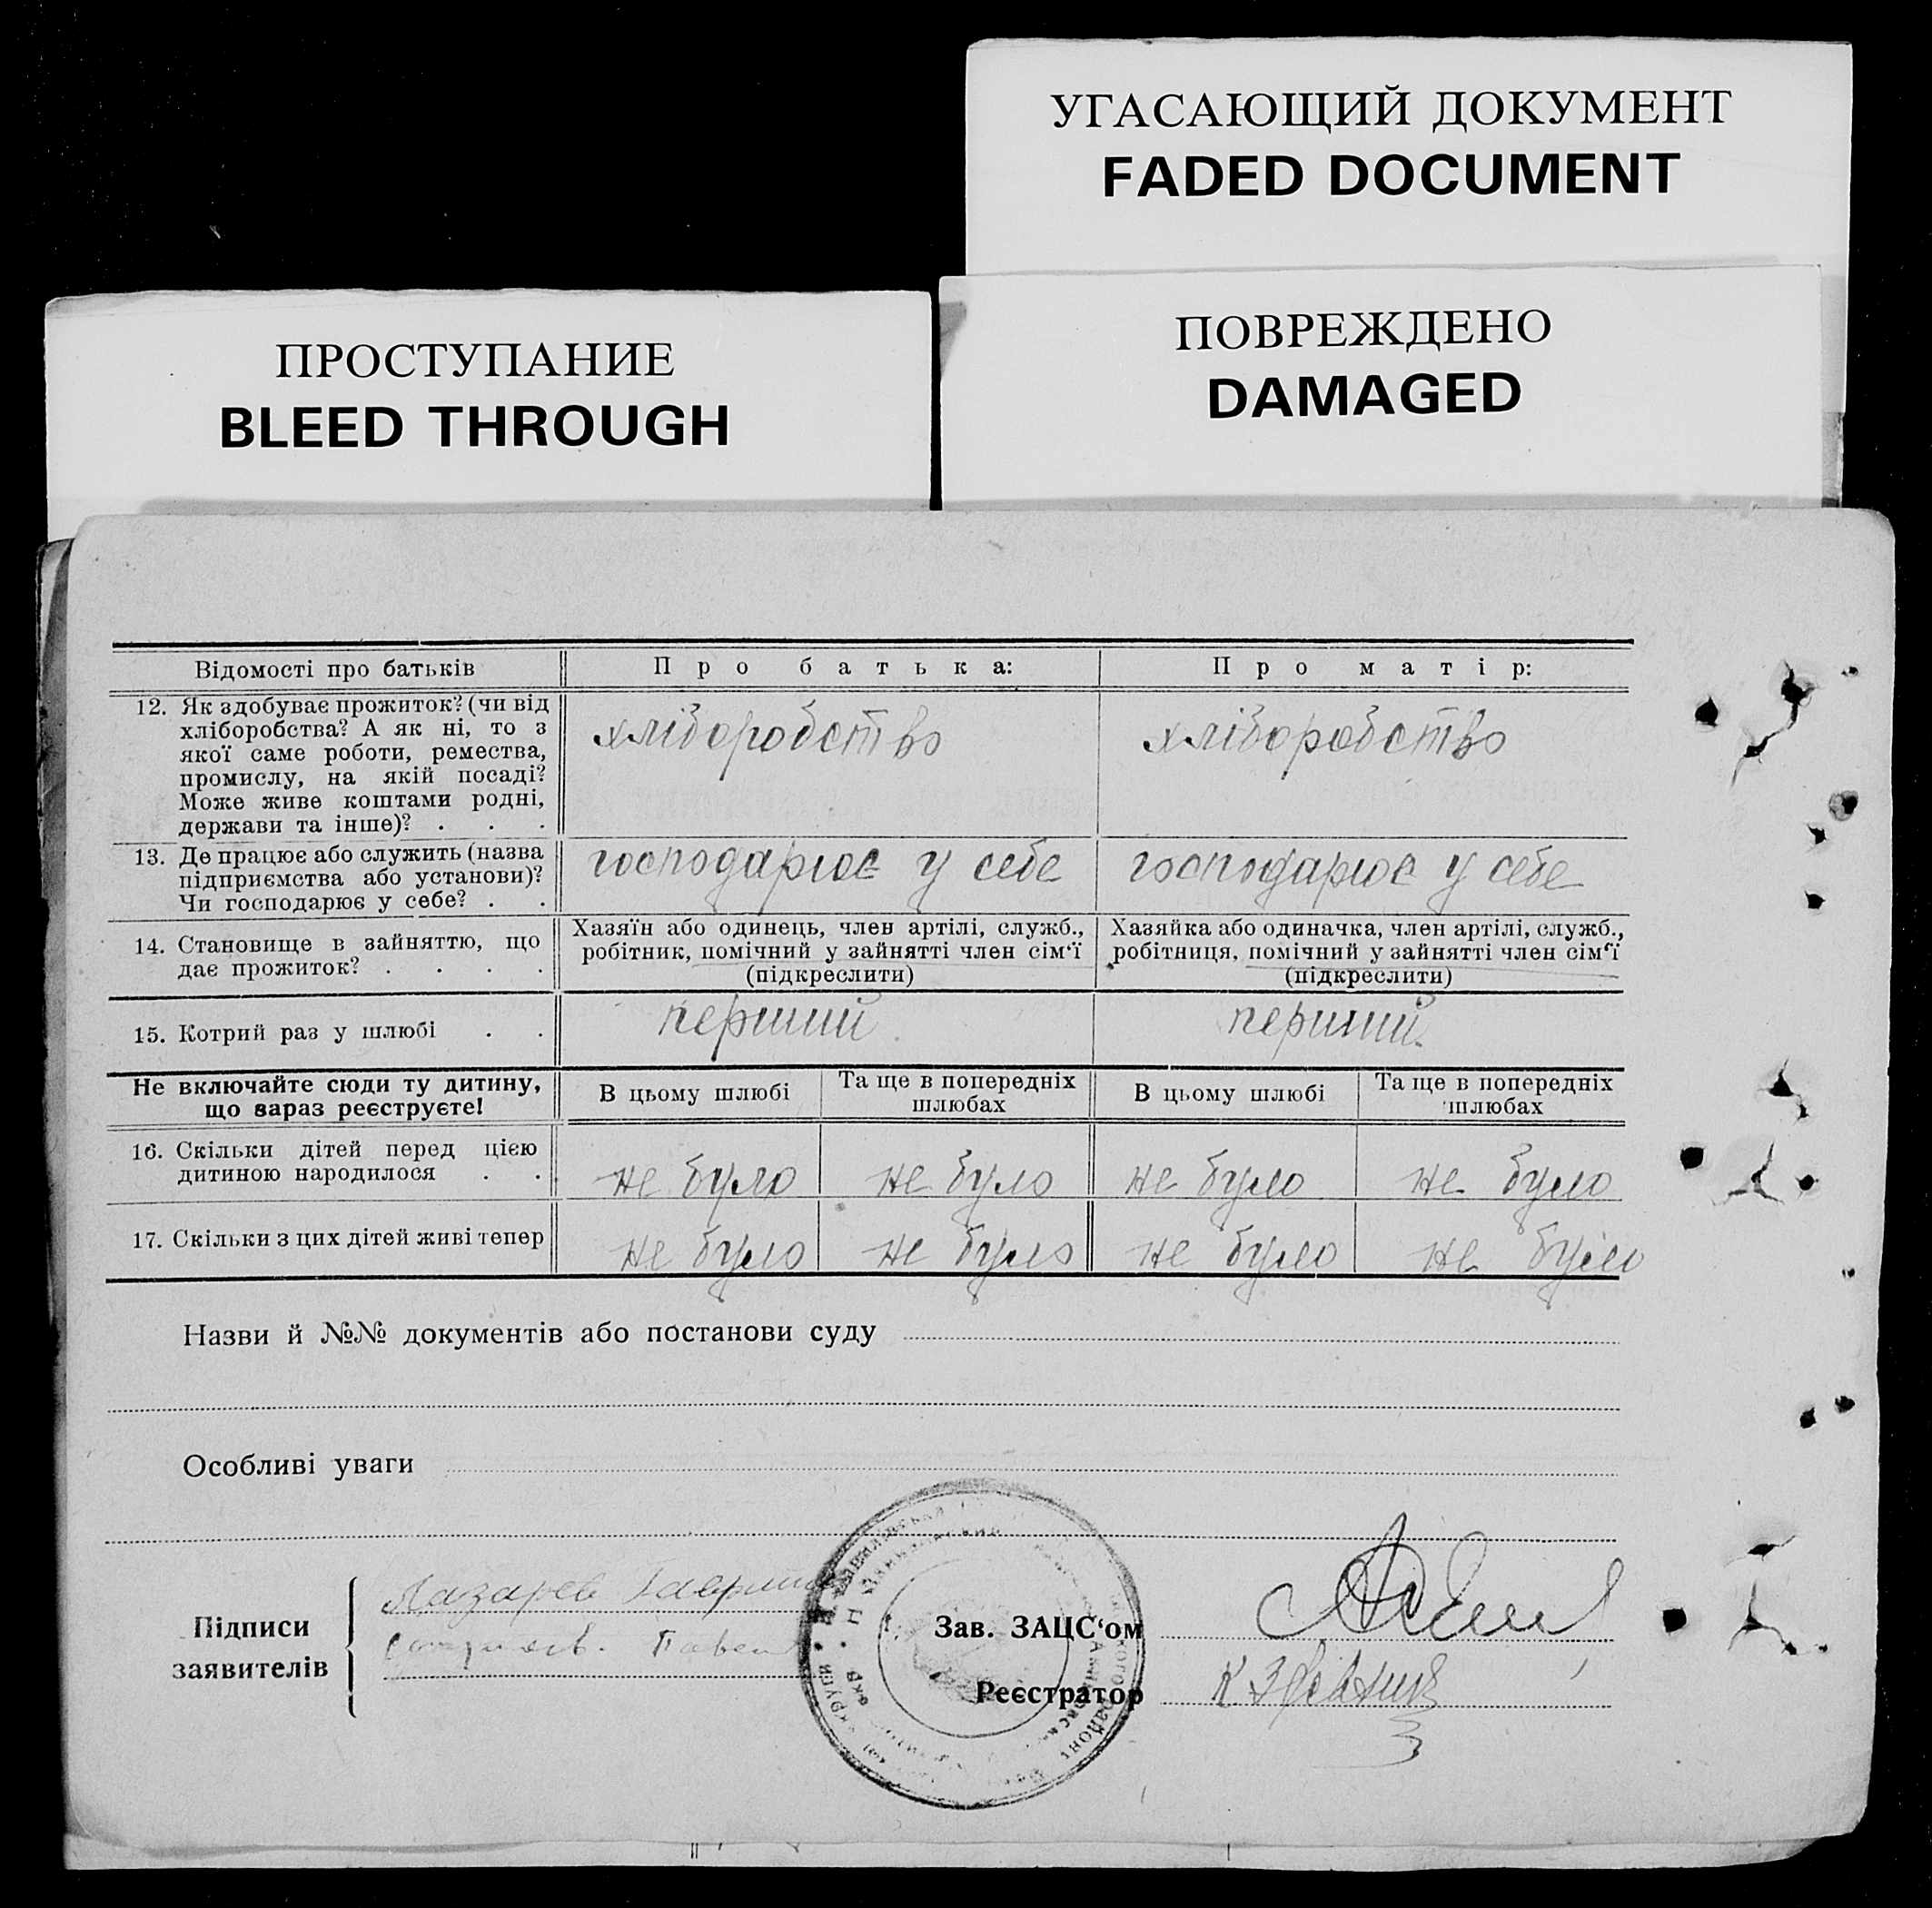 УГАСАЮЩИЙ ДОКУМЕНТ
FADED DOCUMENT
ПОВРЕЖДЕНО
DAMAGED
ПРОСТУПАНИЕ
BLEED THROUGH
Відомості про батьків
Про батька:
Про матір:
12. Як здобуває прожиток? (чи від
хліборобства? А як ні, то з
якої саме роботи, ремества,
промислу, на якій посаді?
Може живе коштами родні,
держави та інше)? . . .
хліборобство
хліборобство
13. Де працює або служить (назва
підприємства або установи)?
Чи господарює у себе? . .
господарює у себе
господарює у себе
14. Становище в зайняттю, що
дає прожиток? . . . .
Хазяїн або одинець, член артілі, служб.,
робітник, помічний у зайнятті член сім‘ї
(підкреслити)
Хазяйка або одиначка, член артілі, служб.,
робітниця, помічний у зайнятті член сім‘ї
(підкреслити)
15. Котрий раз у шлюбі . .
перший
перший
Не включайте сюди ту дитину,
що зараз реєструєте!
В цьому шлюбі
Та ще в попередніх
шлюбах
В цьому шлюбі
Та ще в попередніх
шлюбах
16. Скільки дітей перед цією
дитиною народилося . .
не було
не було
не було
не було
17. Скільки з цих дітей живі тепер
не було
не було
не було
не було
Назви й №№ документів або постанови суду
Особливі уваги
Підписи
заявителів
Лазарев
Зав. ЗАЦС‘ом
Реєстратор